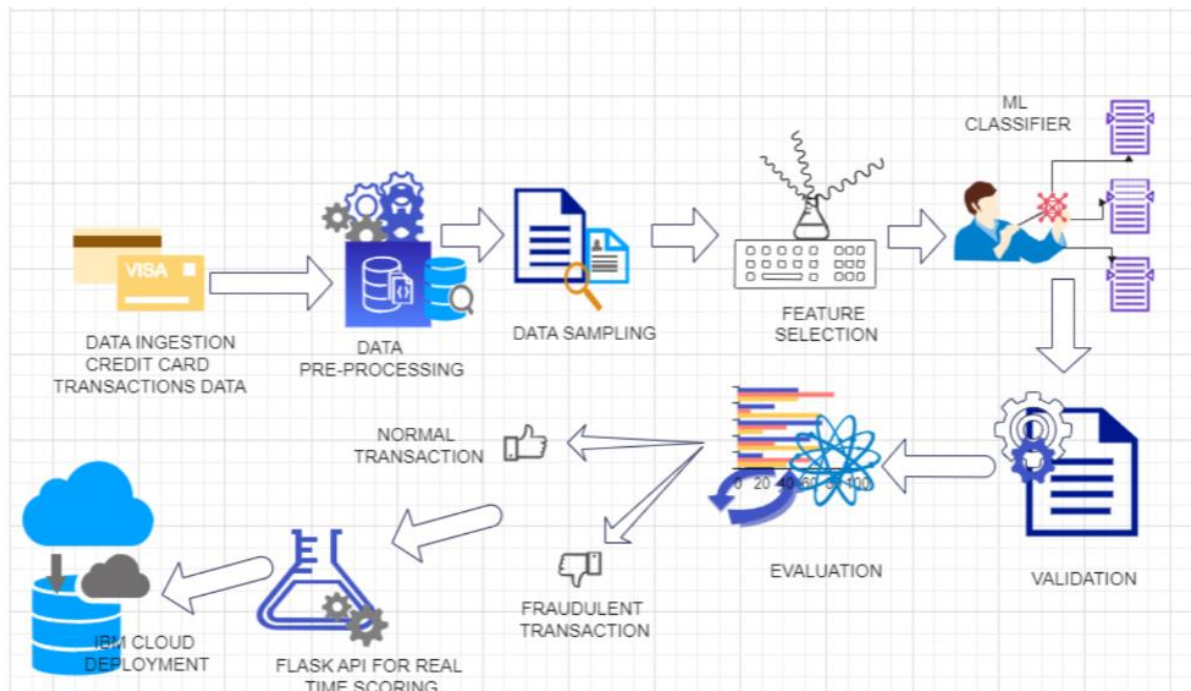 ML
CLASSIFIER
VISA
DATA INGESTION
CREDIT CARD
TRANSACTIONS DATA
DATA
PRE-PROCESSING
DATA SAMPLING
FEATURE
SELECTION
NORMAL
TRANSACTION
0 20 40 60 80 100
EVALUATION
VALIDATION
FRAUDULENT
TRANSACTION
IBM CLOUD
DEPLOYMENT
FLASK API FOR REAL
TIME SCORING